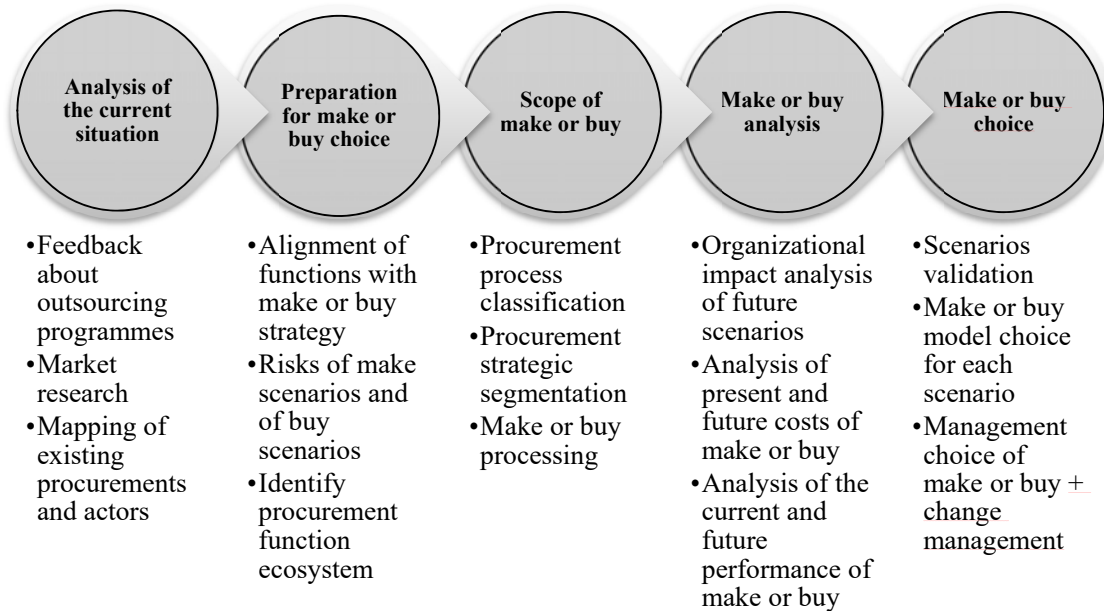 Analysis of
the current
situation
Preparation
for make or
buy choice
Scope of
make or buy
Make or buy
analysis
Make or buy
choice
•Feedback
about
outsourcing
programmes
•Market
research
•Mapping of
existing
procurements
and actors
•Alignment of
functions with
make or buy
strategy
•Risks of make
scenarios and
of buy
scenarios
•Identify
procurement
function
ecosystem
•Procurement
process
classification
•Procurement
strategic
segmentation
•Make or buy
processing
•Organizational
impact analysis
of future
scenarios
•Analysis of
present and
future costs of
make or buy
•Analysis of the
current and
future
performance of
make or buy
•Scenarios
validation
•Make or buy
model choice
for each
scenario
•Management
choice of
make or buy +
change
management